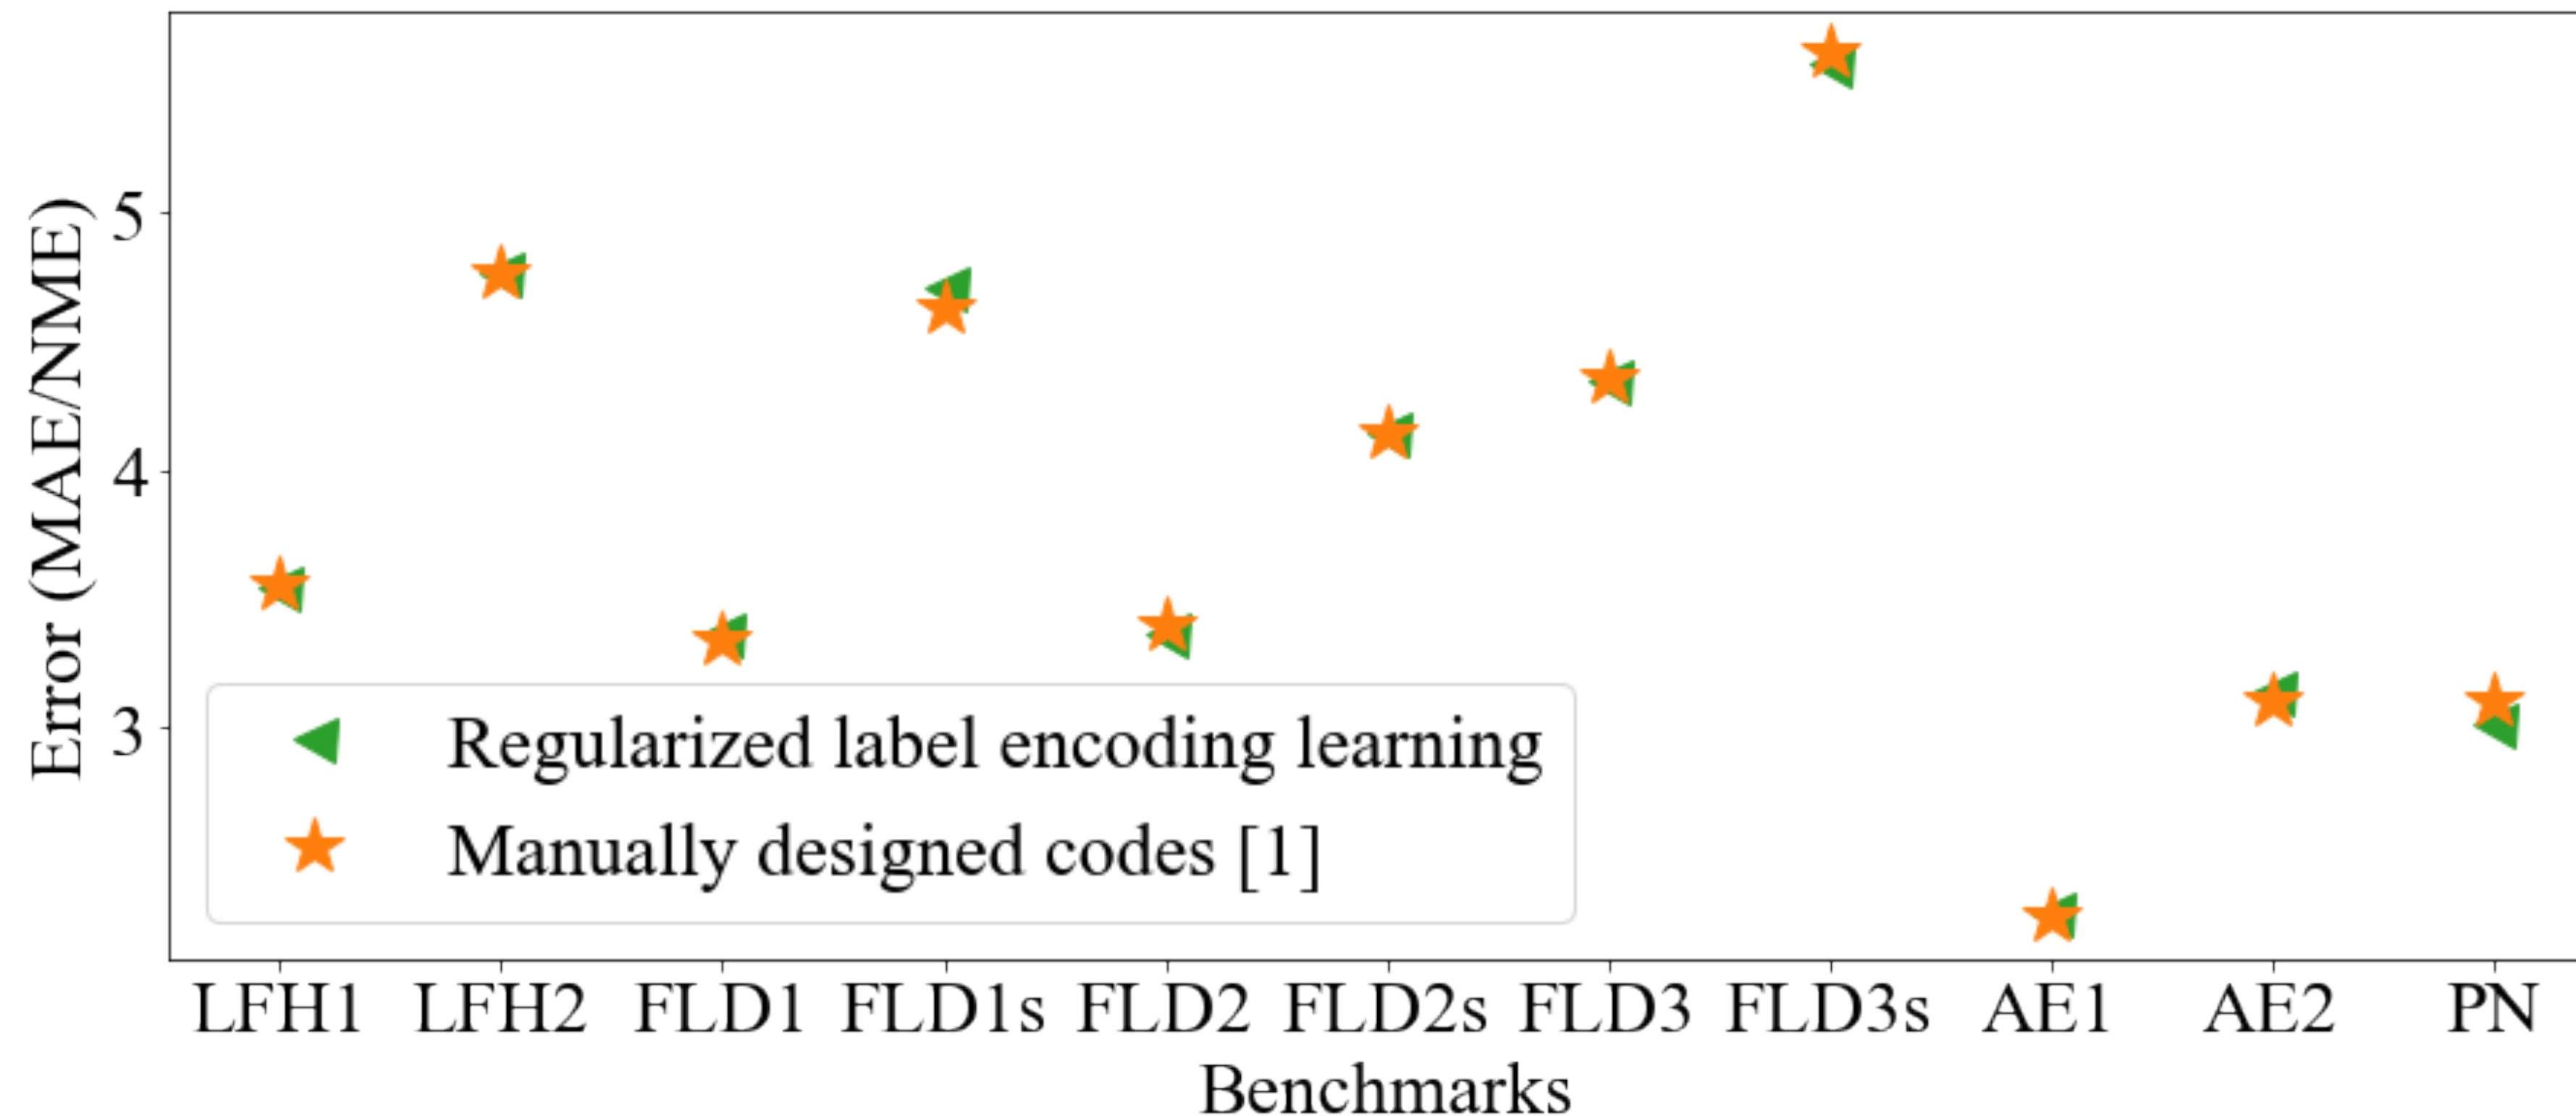 Error (MAE/NME)
5
4
3
Regularized label encoding learning
Manually designed codes [1]
LFH1 LFH2 FLD1 FLD1s FLD2 FLD2s FLD3 FLD3s AE1 AE2 PN
Benchmarks